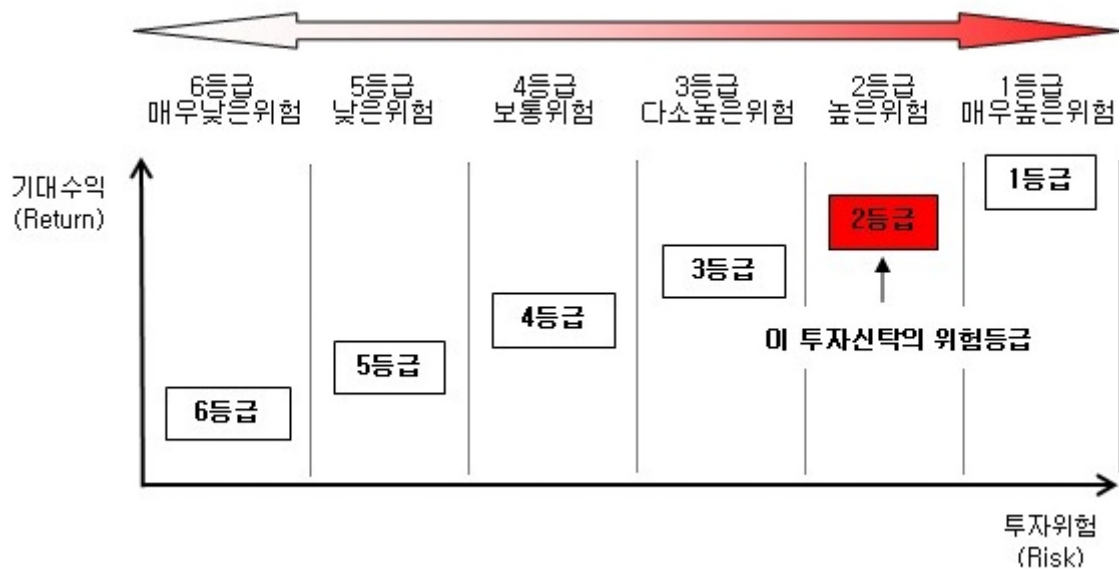 6등급
매우낮은위험
5등급
낮은위험
4등급
보통위험
3등급
다소높은위험
2등급
높은위험
1등급
매우높은위험
기대수익
(Return)
1등급
2등급
3등급
4등급
이 투자신탁의 위험등급
5등급
6등급
투자위험
(Risk)